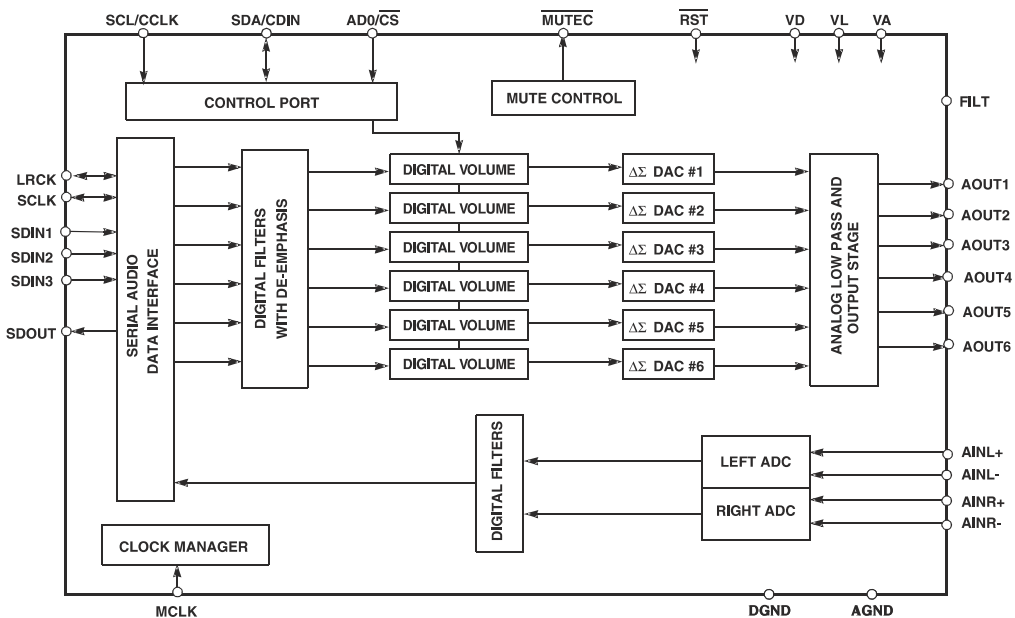 SCL/CCLK
SDA/CDIN
AD0/CS
MUTEC
RST
VD
VL
VA
CONTROL PORT
MUTE CONTROL
FILT
LRCK
SCLK
SDIN1
SDIN2
SDIN3
SDOUT
SERIAL AUDIO
DATA INTERFACE
DIGITAL FILTERS
WITH DE-EMPHASIS
DIGITAL VOLUME
DIGITAL VOLUME
DIGITAL VOLUME
DIGITAL VOLUME
DIGITAL VOLUME
DIGITAL VOLUME
ΔΣ DAC #1
ΔΣ DAC #2
ΔΣ DAC #3
ΔΣ DAC #4
ΔΣ DAC #5
ΔΣ DAC #6
ANALOG LOW PASS AND
OUTPUT STAGE
AOUT1
AOUT2
AOUT3
AOUT4
AOUT5
AOUT6
DIGITAL FILTERS
LEFT ADC
RIGHT ADC
AINL+
AINL-
AINR+
AINR-
CLOCK MANAGER
MCLK
DGND
AGND